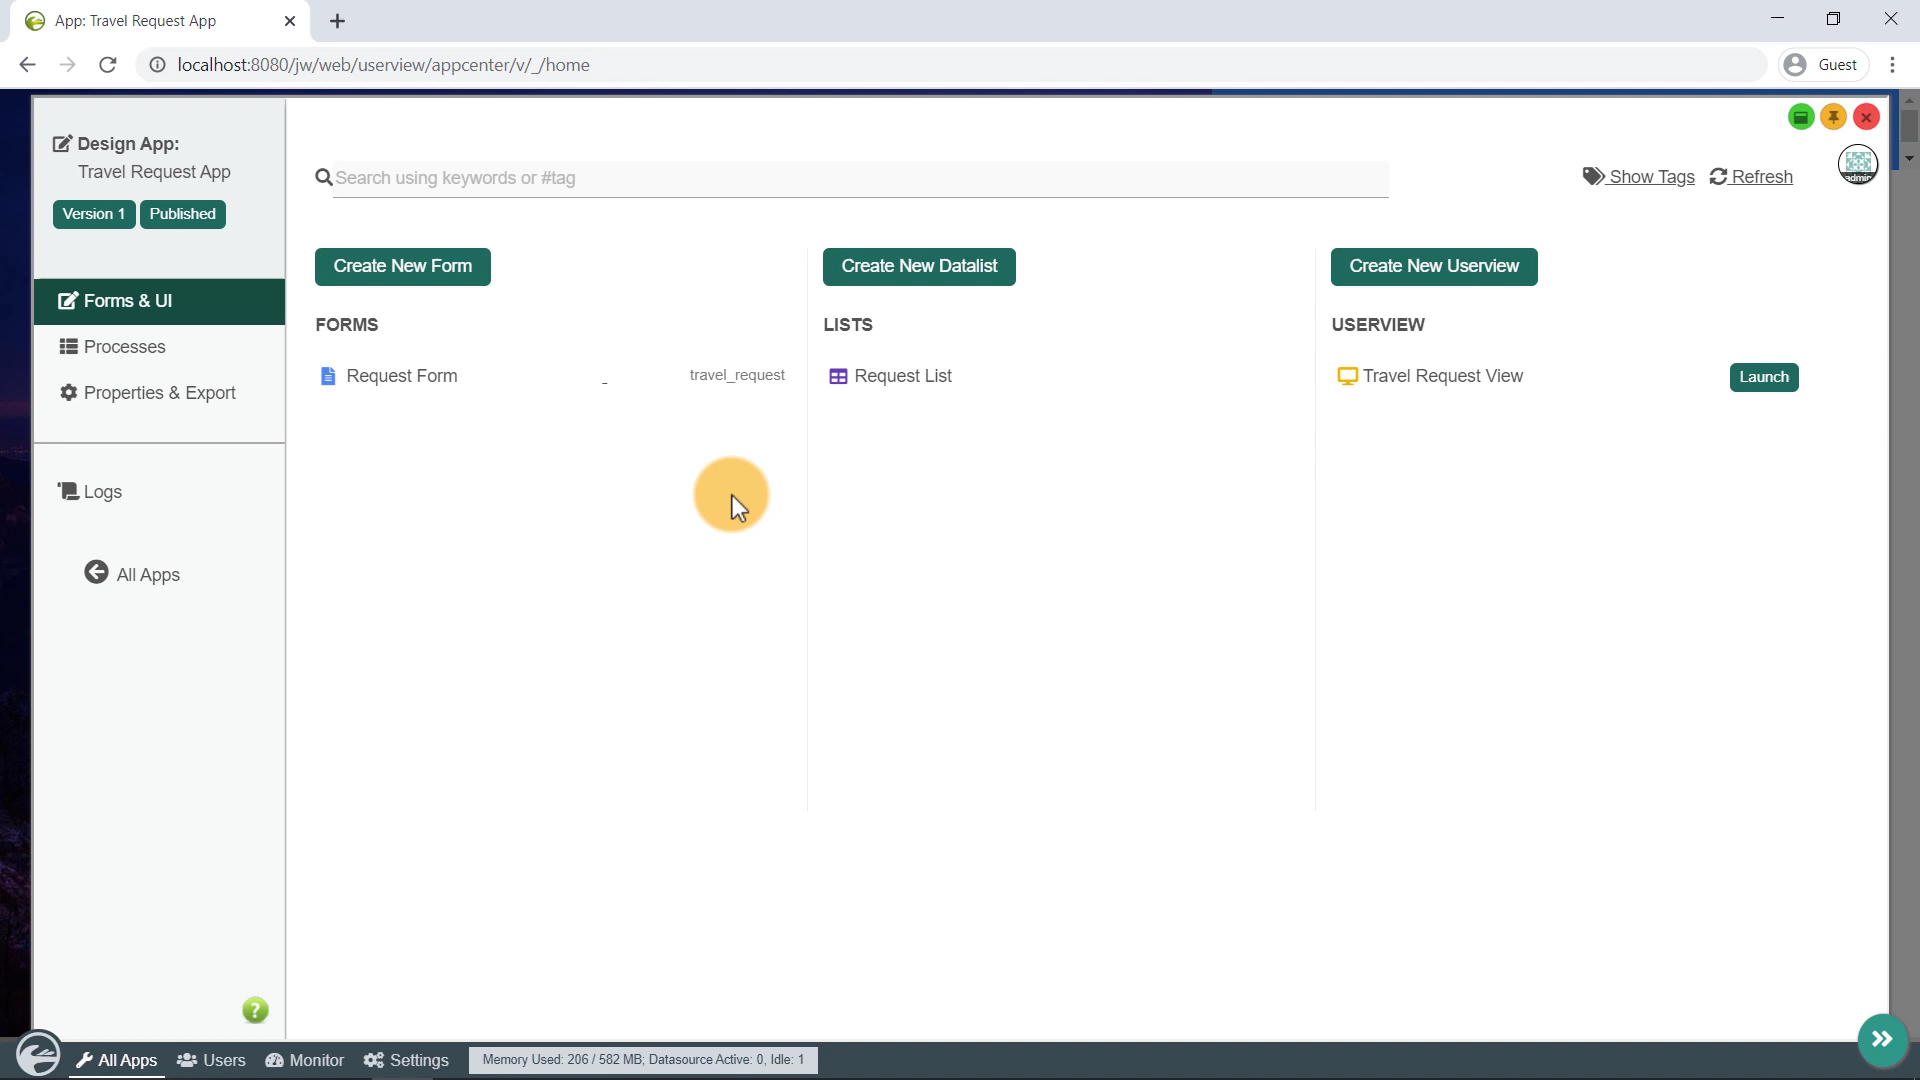 App: Travel Request App
localhost:8080/jw/web/userview/appcenter/v/_/home
Guest
Design App:
Travel Request App
Version 1 Published
Search using keywords or #tag
Show Tags Refresh
admin
Forms & UI
Processes
Properties & Export
Logs
All Apps
Create New Form
FORMS
Request Form - travel_request
Create New Datalist
LISTS
Request List
Create New Userview
USERVIEW
Travel Request View Launch
?
All Apps Users Monitor Settings Memory Used: 206 / 582 MB; Datasource Active: 0, Idle: 1